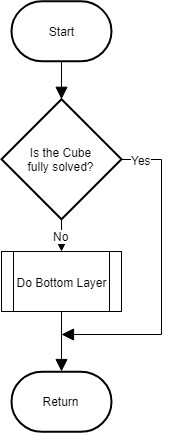 Start
Is the Cube
fully solved?
Yes
No
Do Bottom Layer
Return